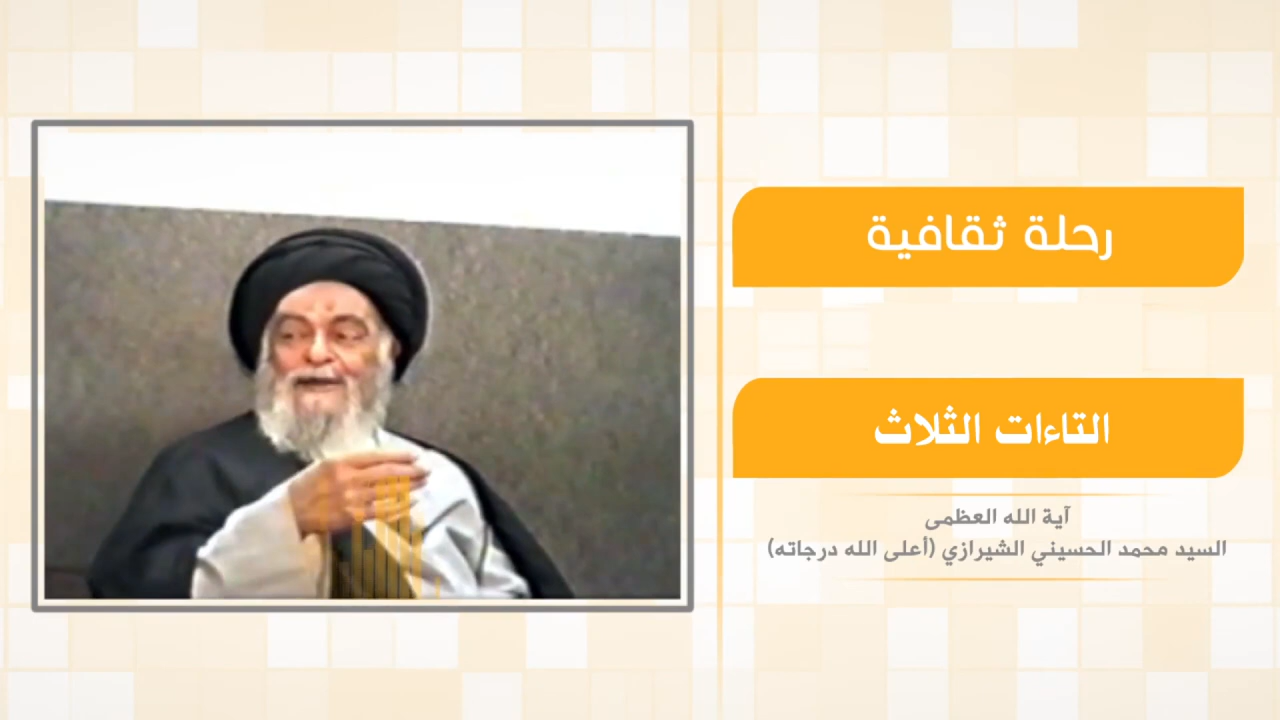 رحلة ثقافية
التاءات الثلاث
آية الله العظمى
السيد محمد الحسيني الشيرازي (أعلى الله درجاته)